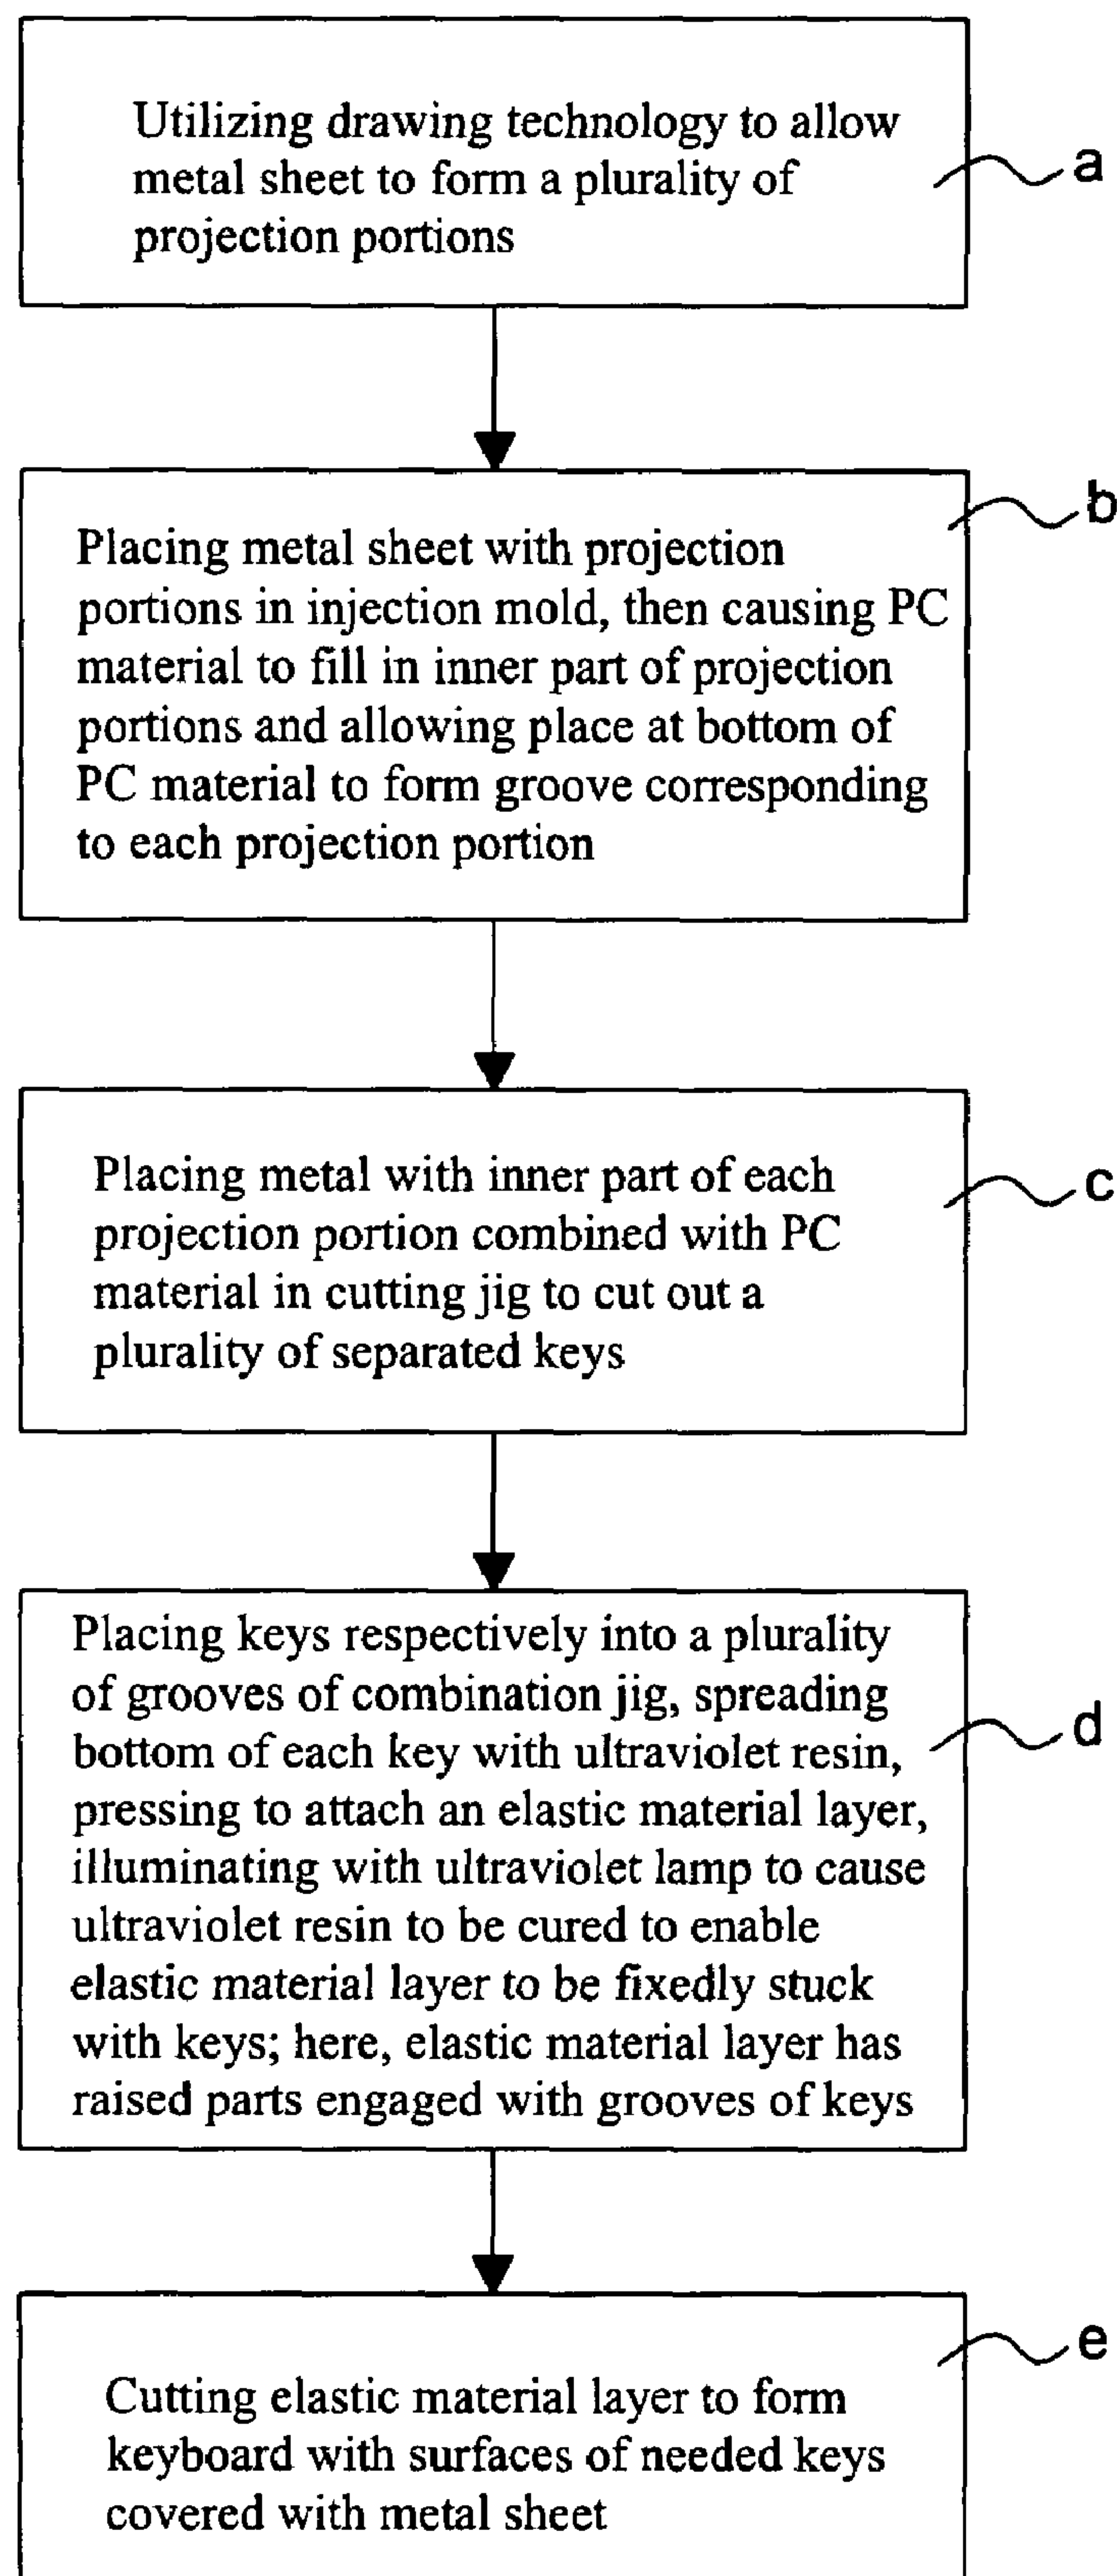 Utilizing drawing technology to allow
metal sheet to form a plurality of
projection portions
a
Placing metal sheet with projection
portions in injection mold, then causing PC
material to fill in inner part of projection
portions and allowing place at bottom of
PC material to form groove corresponding
to each projection portion
b
Placing metal with inner part of each
projection portion combined with PC
material in cutting jig to cut out a
plurality of separated keys
c
Placing keys respectively into a plurality
of grooves of combination jig, spreading
bottom of each key with ultraviolet resin,
pressing to attach an elastic material layer,
illuminating with ultraviolet lamp to cause
ultraviolet resin to be cured to enable
elastic material layer to be fixedly stuck
with keys; here, elastic material layer has
raised parts engaged with grooves of keys
d
Cutting elastic material layer to form
keyboard with surfaces of needed keys
covered with metal sheet
e